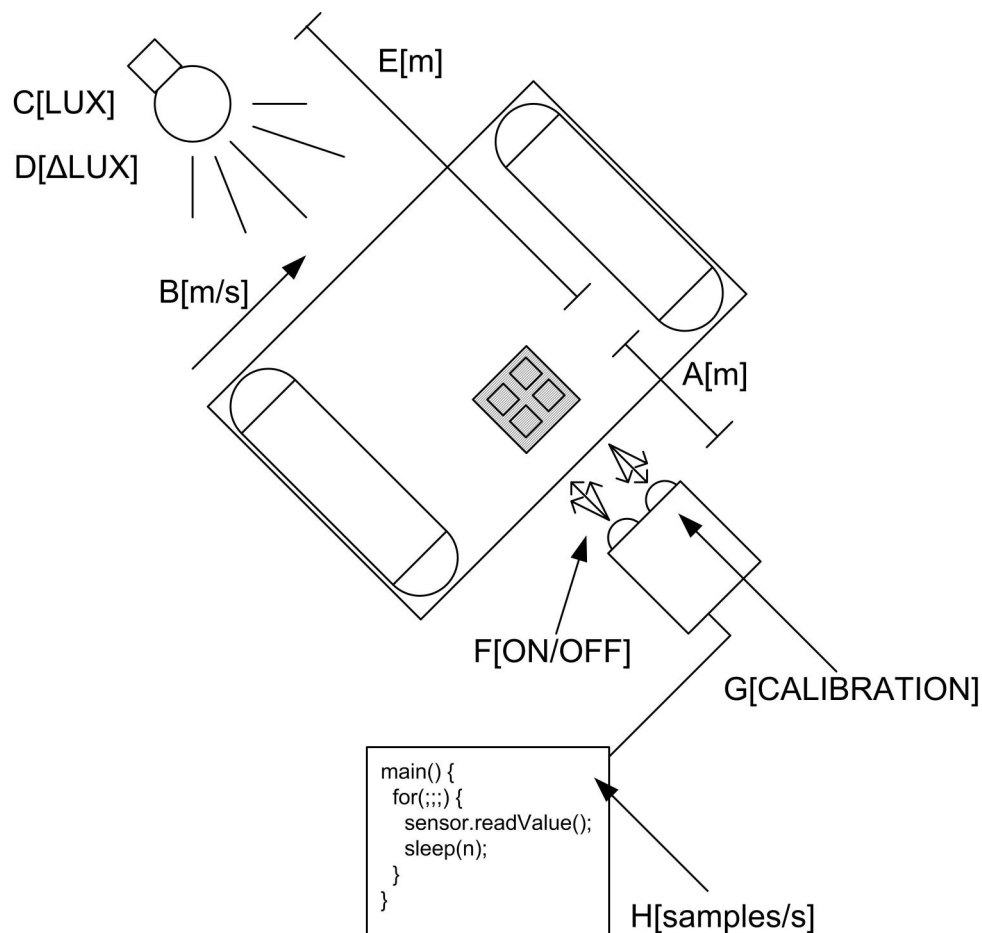 E[m]
C[LUX]
D[ΔLUX]
B[m/s]
A[m]
F[ON/OFF]
G[CALIBRATION]
main() {
for(;;;) {
sensor.readValue();
sleep(n);
}
}
H[samples/s]